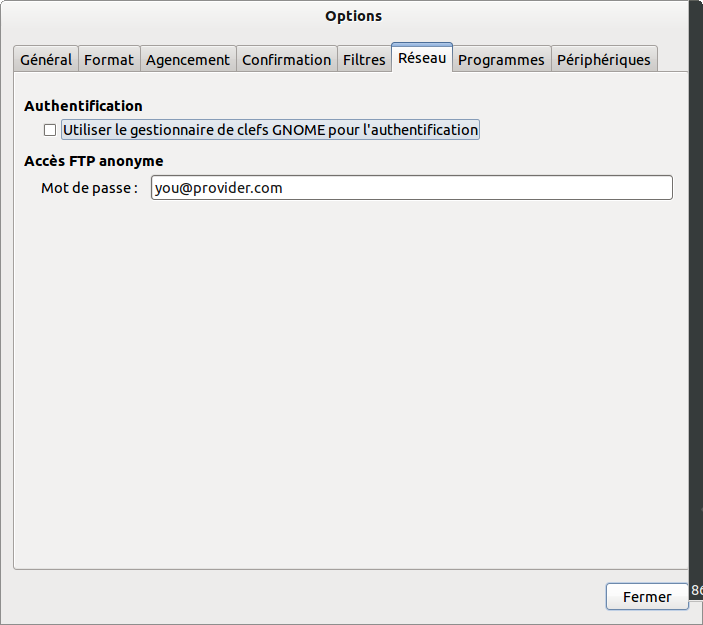 Options
Général Format Agencement Confirmation Filtres Réseau Programmes Périphériques
Authentification
Utiliser le gestionnaire de clefs GNOME pour l'authentification
Accès FTP anonyme
Mot de passe : you@provider.com
Fermer